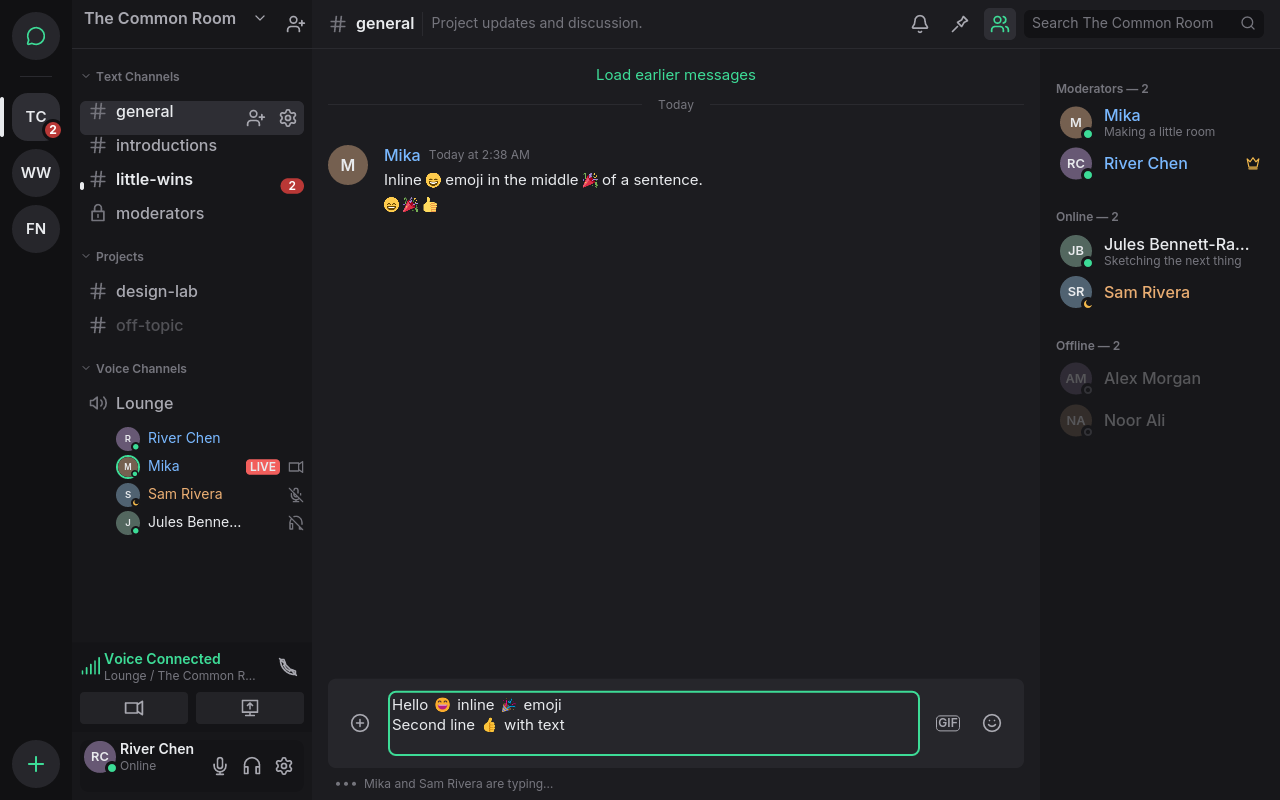 The Common Room
# general
Project updates and discussion.
Search The Common Room
TC
2
WW
FN
Text Channels
# general
# introductions
# little-wins
2
moderators
Projects
# design-lab
# off-topic
Voice Channels
Lounge
R
River Chen
M
Mika
LIVE
S
Sam Rivera
J
Jules Benne...
Voice Connected
Lounge / The Common R...
RC
River Chen
Online
Load earlier messages
Today
M
Mika Today at 2:38 AM
Inline 😄 emoji in the middle 🎉 of a sentence.
😄🎉👍
Hello 😄 inline 🎉 emoji
Second line 👍 with text
GIF
Mika and Sam Rivera are typing...
Moderators — 2
M
Mika
Making a little room
RC
River Chen
Online — 2
JB
Jules Bennett-Ra...
Sketching the next thing
SR
Sam Rivera
Offline — 2
AM
Alex Morgan
NA
Noor Ali